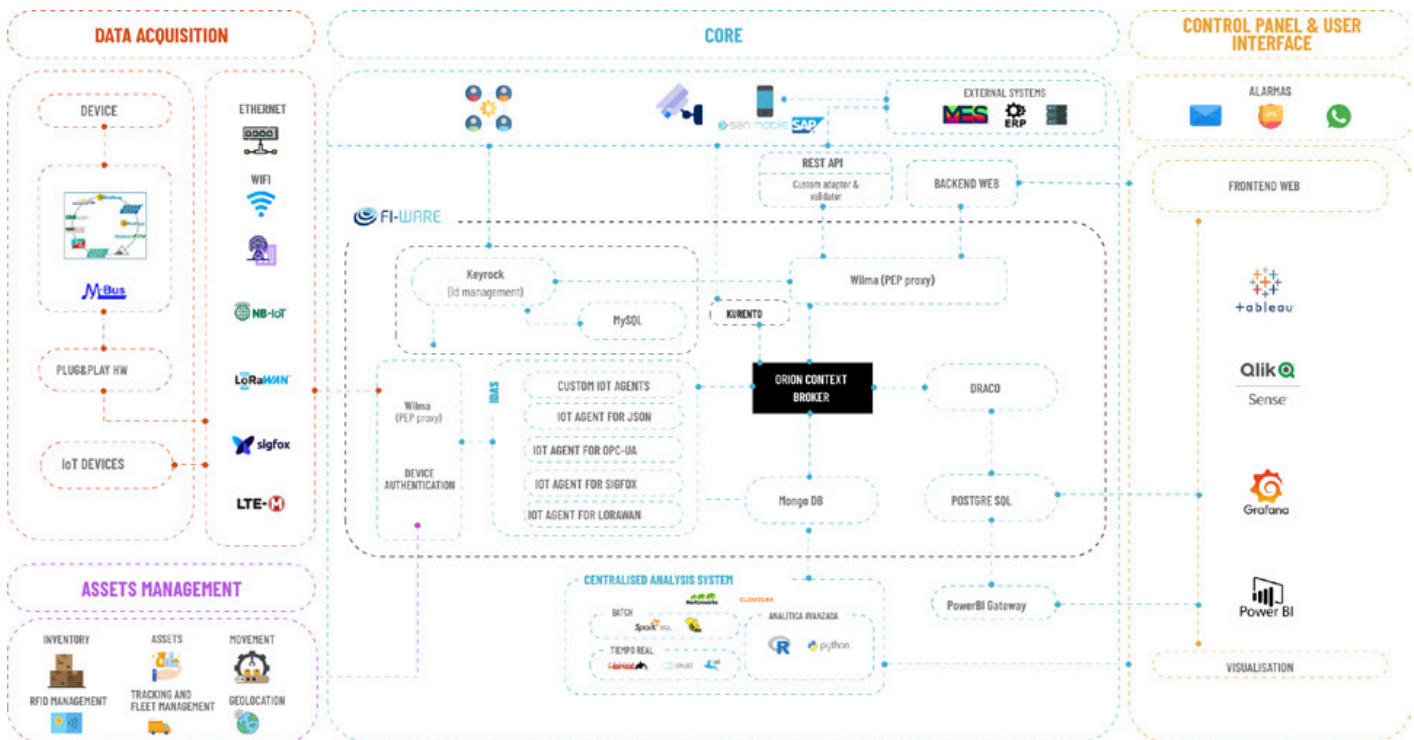 DATA ACQUISITION
DEVICE
M-Bus
PLUG&PLAY HW
IoT DEVICES
ETHERNET
WIFI
NB-IoT
LoRaWAN
sigfox
LTE-M
ASSETS MANAGEMENT
INVENTORY
ASSETS
MOVEMENT
RFID MANAGEMENT
TRACKING AND
FLEET MANAGEMENT
GEOLOCATION
CORE
mobile
SAP
EXTERNAL SYSTEMS
MES
ERP
REST API
Custom adaptor &
validator
BACKEND WEB
FI-WARE
Keyrock
(id management)
MySQL
Wilma (PEP proxy)
KURENTO
Wilma
(PEP proxy)
DEVICE
AUTHENTICATION
IDAS
CUSTOM IOT AGENTS
IOT AGENT FOR JSON
IOT AGENT FOR OPC-UA
IOT AGENT FOR SIGFOX
IOT AGENT FOR LORAWAN
ORION CONTEXT
BROKER
DRACO
Mongo DB
POSTGRE SQL
PowerBI Gateway
CENTRALISED ANALYSIS SYSTEM
Hortonworks
CLOUDERA
BATCH
Spark SQL
TIEMPO REAL
druid
ANALÍTICA AVANZADA
R
python
CONTROL PANEL & USER
INTERFACE
ALARMAS
FRONTEND WEB
+ableau
Qlik Q
Sense
Grafana
Power BI
VISUALISATION